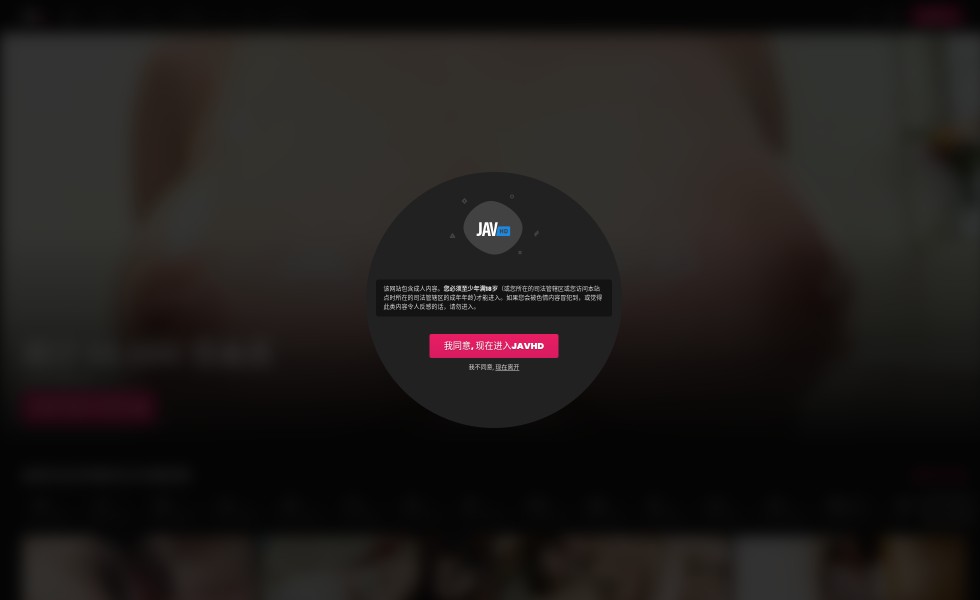 JAV HD
该网站包含成人内容。您必须至少年满18岁（或您所在的司法管辖区或您访问本站
点时所在的司法管辖区的成年年龄)才能进入。如果您会被色情内容冒犯到，或觉得
此类内容令人反感的话，请勿进入。
我同意, 现在进入JAVHD
我不同意, 现在离开